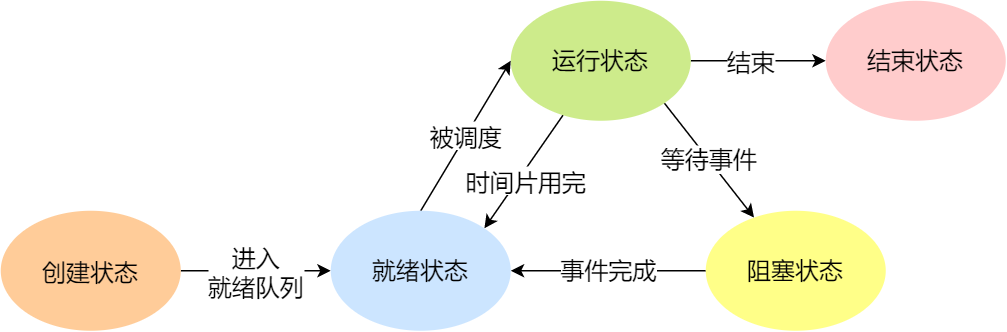 运行状态
结束
结束状态
被调度
等待事件
时间片用完
创建状态
进入
就绪队列
就绪状态
事件完成
阻塞状态